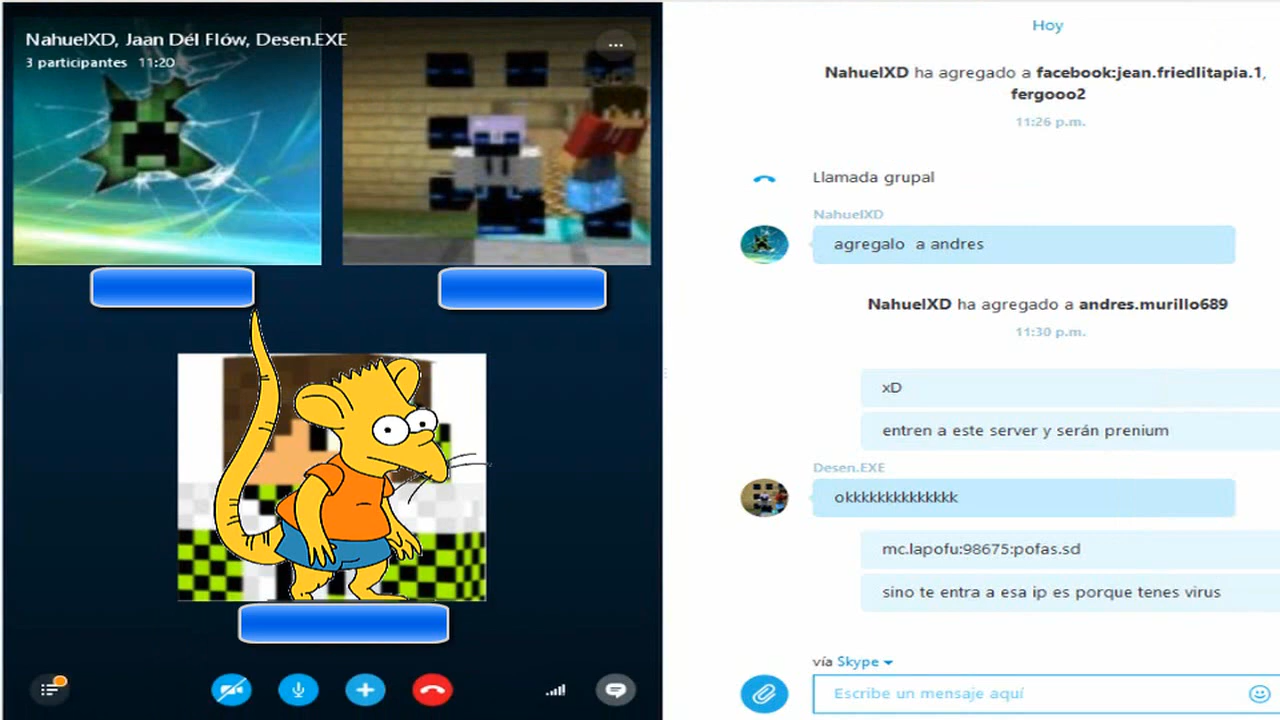 NahuelXD, Jaan Dél Flów, Desen.EXE
3 participantes 11:20
Hoy
NahuelXD ha agregado a facebook:jean.friedlitapia.1,
fergooo2
11:26 p.m.
Llamada grupal
NahuelXD
agregalo a andres
NahuelXD ha agregado a andres.murillo689
11:30 p.m.
xD
entren a este server y serán prenium
Desen.EXE
okkkkkkkkkkkkkk
mc.lapofu:98675:pofas.sd
sino te entra a esa ip es porque tenes virus
vía Skype
Escribe un mensaje aquí